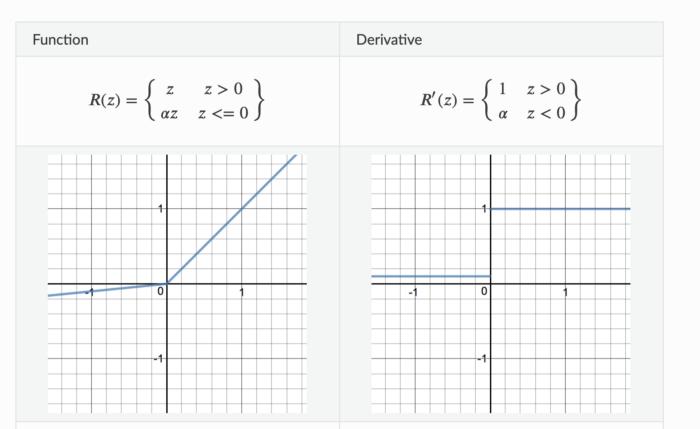 Function
Derivative
R(z) = { z z > 0
αz z <= 0 }
R′(z) = { 1 z > 0
α z < 0 }
1
-1 0 1
-1
1
-1 0 1
-1